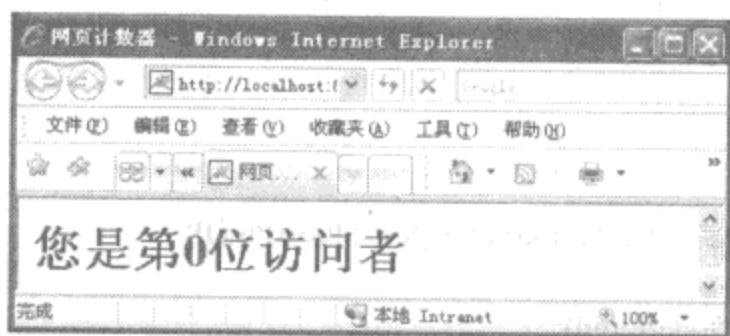 网页计数器 - Windows Internet Explorer
http://localhost:8
文件(F) 编辑(E) 查看(V) 收藏夹(A) 工具(T) 帮助(H)
网页...
您是第0位访问者
完成 本地 Intranet 100%